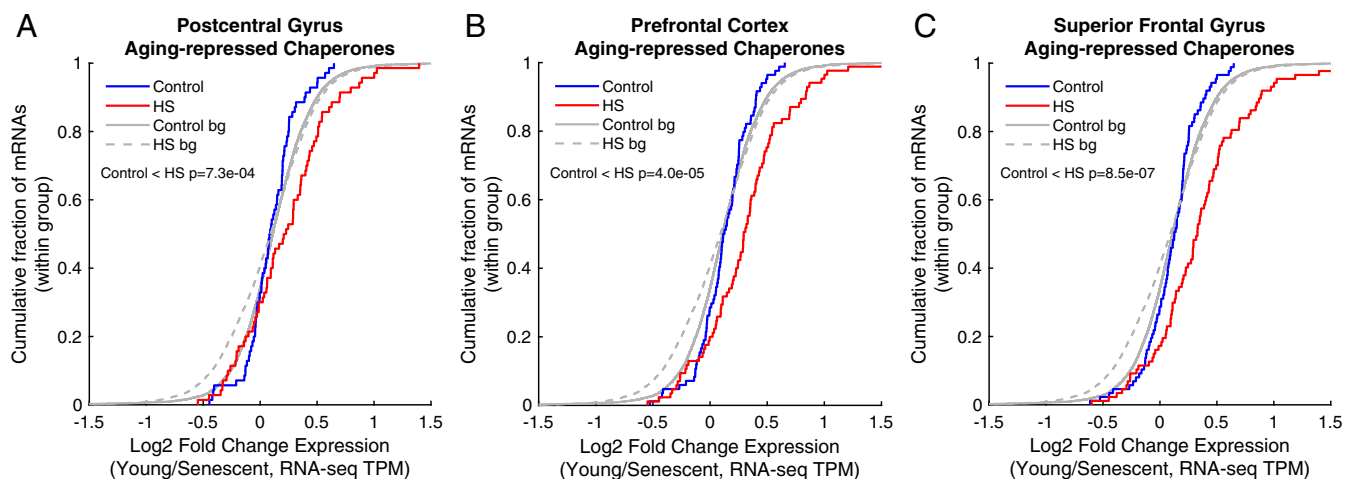 A
Postcentral Gyrus
Aging-repressed Chaperones
Control
HS
Control bg
HS bg
Control < HS p=7.3e-04
Cumulative fraction of mRNAs
(within group)
1
0.8
0.6
0.4
0.2
0
-1.5
-1
-0.5
0
0.5
1
1.5
Log2 Fold Change Expression
(Young/Senescent, RNA-seq TPM)
B
Prefrontal Cortex
Aging-repressed Chaperones
Control
HS
Control bg
HS bg
Control < HS p=4.0e-05
Cumulative fraction of mRNAs
(within group)
1
0.8
0.6
0.4
0.2
0
-1.5
-1
-0.5
0
0.5
1
1.5
Log2 Fold Change Expression
(Young/Senescent, RNA-seq TPM)
C
Superior Frontal Gyrus
Aging-repressed Chaperones
Control
HS
Control bg
HS bg
Control < HS p=8.5e-07
Cumulative fraction of mRNAs
(within group)
1
0.8
0.6
0.4
0.2
0
-1.5
-1
-0.5
0
0.5
1
1.5
Log2 Fold Change Expression
(Young/Senescent, RNA-seq TPM)